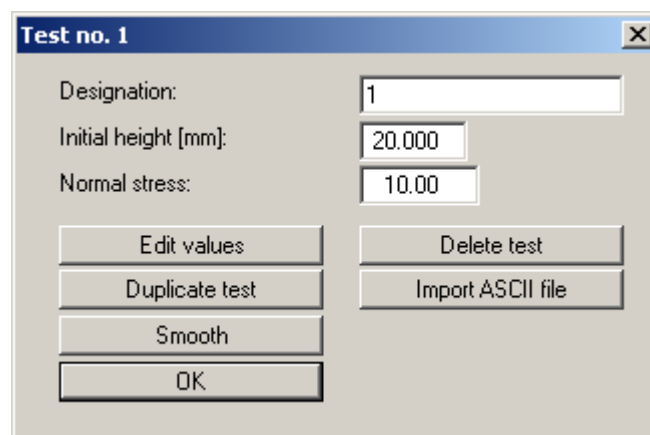 Test no. 1
Designation: 1
Initial height [mm]: 20.000
Normal stress: 10.00
Edit values Delete test
Duplicate test Import ASCII file
Smooth
OK